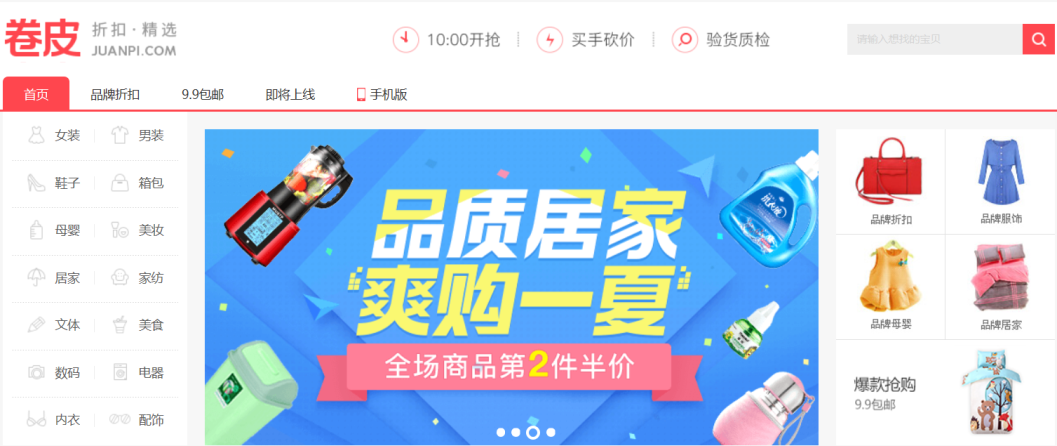 卷皮
折扣·精选
JUANPI.COM
10:00开抢
买手砍价
验货质检
请输入想找的宝贝
首页
品牌折扣
9.9包邮
即将上线
手机版
女装
男装
鞋子
箱包
母婴
美妆
居家
家纺
文体
美食
数码
电器
内衣
配饰
品质居家
爽购一夏
全场商品第2件半价
品牌折扣
品牌服饰
品牌母婴
品牌居家
爆款抢购
9.9包邮